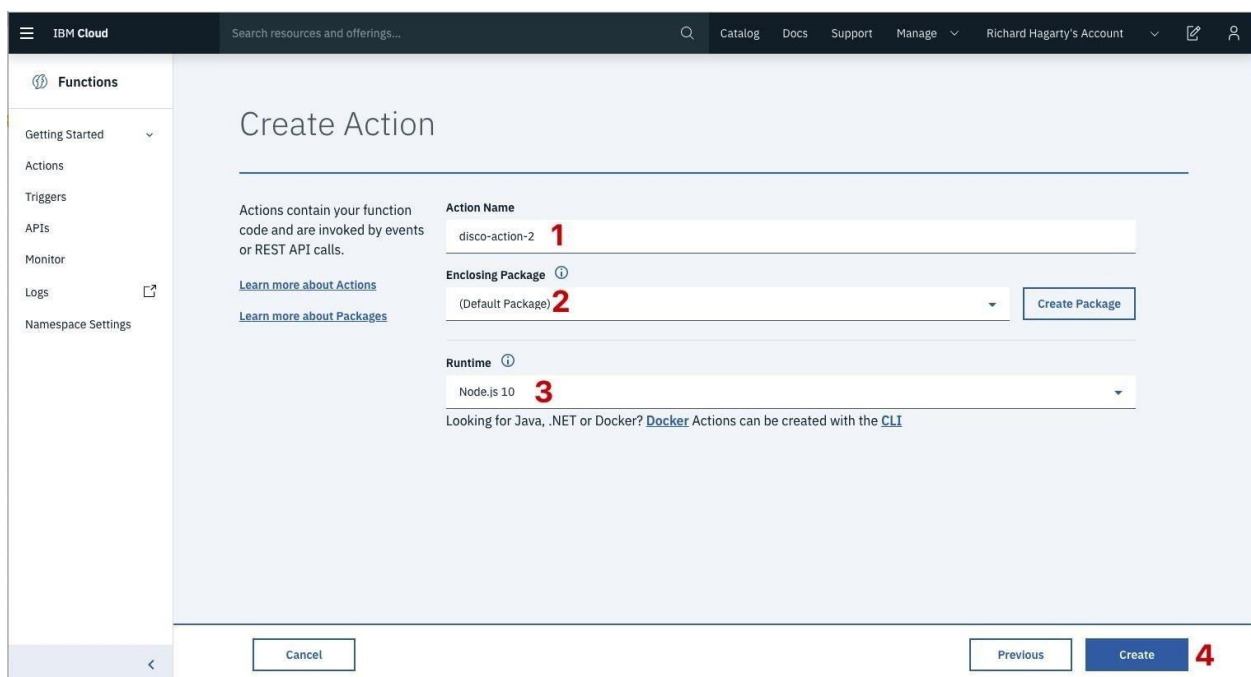 IBM Cloud
Search resources and offerings...
Catalog Docs Support Manage Richard Hagarty's Account
Functions
Getting Started
Actions
Triggers
APIs
Monitor
Logs
Namespace Settings
Create Action
Actions contain your function
code and are invoked by events
or REST API calls.
Learn more about Actions
Learn more about Packages
Action Name
disco-action-2 1
Enclosing Package
(Default Package) 2
Create Package
Runtime
Node.js 10 3
Looking for Java, .NET or Docker? Docker Actions can be created with the CLI
Cancel
Previous
Create 4